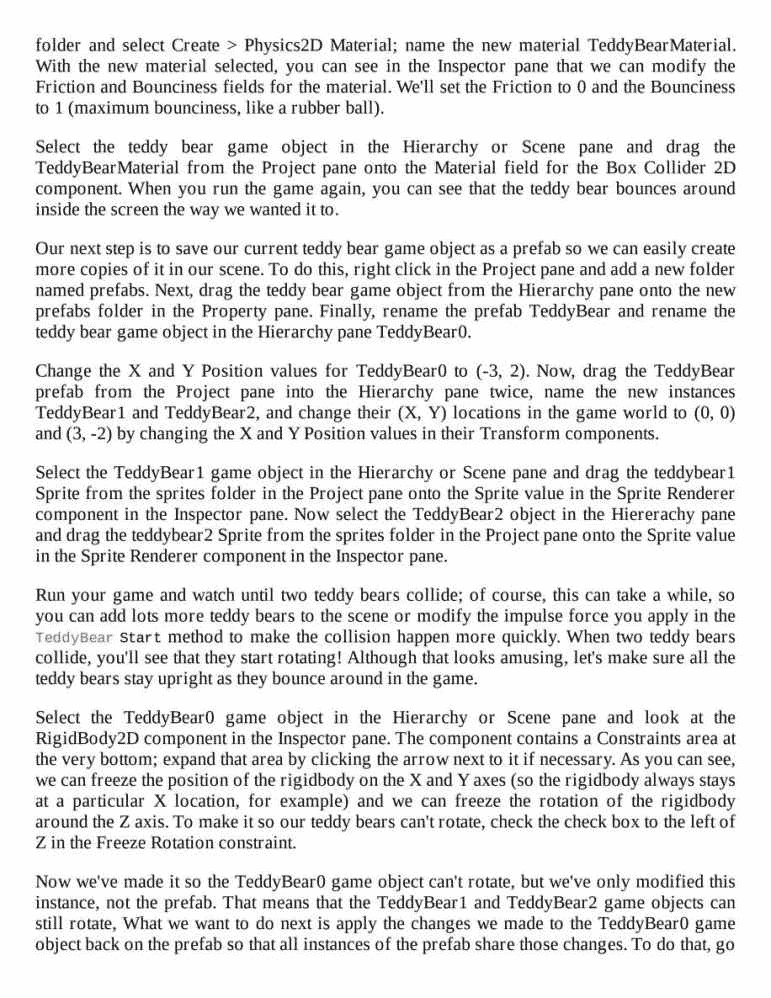 folder and select Create > Physics2D Material; name the new material TeddyBearMaterial.
With the new material selected, you can see in the Inspector pane that we can modify the
Friction and Bounciness fields for the material. We'll set the Friction to 0 and the Bounciness
to 1 (maximum bounciness, like a rubber ball).
Select the teddy bear game object in the Hierarchy or Scene pane and drag the
TeddyBearMaterial from the Project pane onto the Material field for the Box Collider 2D
component. When you run the game again, you can see that the teddy bear bounces around
inside the screen the way we wanted it to.
Our next step is to save our current teddy bear game object as a prefab so we can easily create
more copies of it in our scene. To do this, right click in the Project pane and add a new folder
named prefabs. Next, drag the teddy bear game object from the Hierarchy pane onto the new
prefabs folder in the Property pane. Finally, rename the prefab TeddyBear and rename the
teddy bear game object in the Hierarchy pane TeddyBear0.
Change the X and Y Position values for TeddyBear0 to (-3, 2). Now, drag the TeddyBear
prefab from the Project pane into the Hierarchy pane twice, name the new instances
TeddyBear1 and TeddyBear2, and change their (X, Y) locations in the game world to (0, 0)
and (3, -2) by changing the X and Y Position values in their Transform components.
Select the TeddyBear1 game object in the Hierarchy or Scene pane and drag the teddybear1
Sprite from the sprites folder in the Project pane onto the Sprite value in the Sprite Renderer
component in the Inspector pane. Now select the TeddyBear2 object in the Hiererachy pane
and drag the teddybear2 Sprite from the sprites folder in the Project pane onto the Sprite value
in the Sprite Renderer component in the Inspector pane.
Run your game and watch until two teddy bears collide; of course, this can take a while, so
you can add lots more teddy bears to the scene or modify the impulse force you apply in the
TeddyBear Start method to make the collision happen more quickly. When two teddy bears
collide, you'll see that they start rotating! Although that looks amusing, let's make sure all the
teddy bears stay upright as they bounce around in the game.
Select the TeddyBear0 game object in the Hierarchy or Scene pane and look at the
RigidBody2D component in the Inspector pane. The component contains a Constraints area at
the very bottom; expand that area by clicking the arrow next to it if necessary. As you can see,
we can freeze the position of the rigidbody on the X and Y axes (so the rigidbody always stays
at a particular X location, for example) and we can freeze the rotation of the rigidbody
around the Z axis. To make it so our teddy bears can't rotate, check the check box to the left of
Z in the Freeze Rotation constraint.
Now we've made it so the TeddyBear0 game object can't rotate, but we've only modified this
instance, not the prefab. That means that the TeddyBear1 and TeddyBear2 game objects can
still rotate, What we want to do next is apply the changes we made to the TeddyBear0 game
object back on the prefab so that all instances of the prefab share those changes. To do that, go